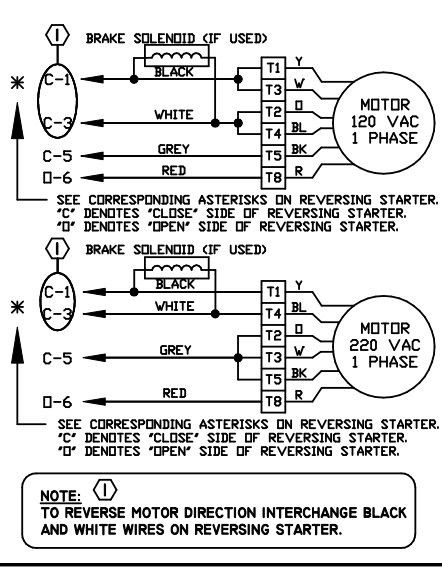 1 BRAKE SOLENOID (IF USED)
* C-1 BLACK T1 Y
T3 W
C-3 WHITE T2 O
T4 BL
C-5 GREY T5 BK
O-6 RED T8 R
MOTOR
120 VAC
1 PHASE
SEE CORRESPONDING ASTERISKS ON REVERSING STARTER.
"C" DENOTES "CLOSE" SIDE OF REVERSING STARTER.
"O" DENOTES "OPEN" SIDE OF REVERSING STARTER.
1 BRAKE SOLENOID (IF USED)
* C-1 BLACK T1 Y
C-3 WHITE T4 BL
T2 O
C-5 GREY T3 W
T5 BK
O-6 RED T8 R
MOTOR
220 VAC
1 PHASE
SEE CORRESPONDING ASTERISKS ON REVERSING STARTER.
"C" DENOTES "CLOSE" SIDE OF REVERSING STARTER.
"O" DENOTES "OPEN" SIDE OF REVERSING STARTER.
NOTE: 1
TO REVERSE MOTOR DIRECTION INTERCHANGE BLACK
AND WHITE WIRES ON REVERSING STARTER.